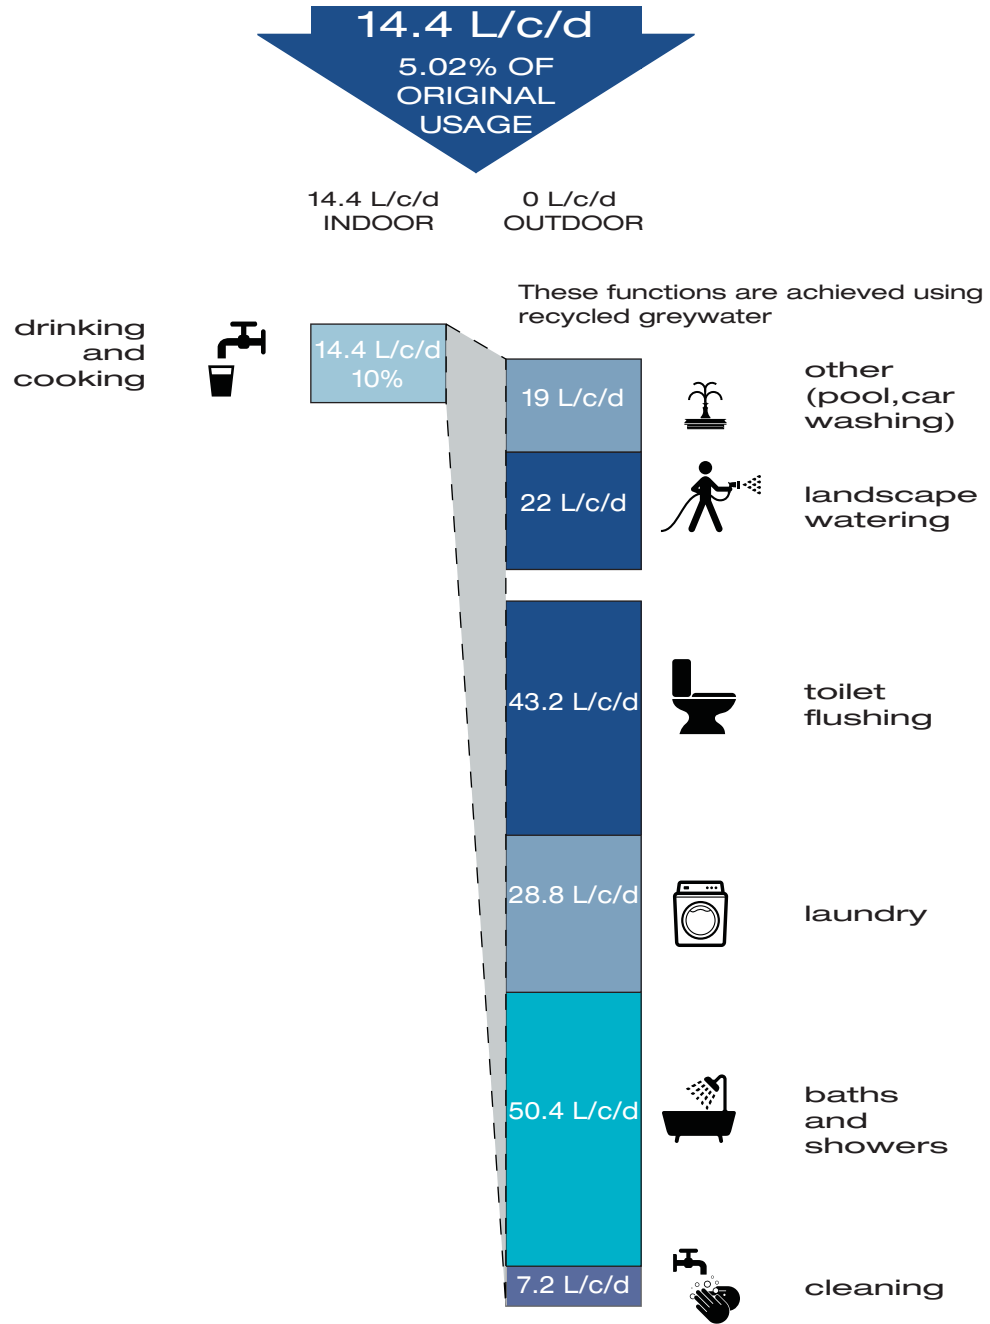 14.4 L/c/d
5.02% OF
ORIGINAL
USAGE
14.4 L/c/d
INDOOR
0 L/c/d
OUTDOOR
These functions are achieved using
recycled greywater
drinking
and
cooking
14.4 L/c/d
10%
19 L/c/d
other
(pool,car
washing)
22 L/c/d
landscape
watering
43.2 L/c/d
toilet
flushing
28.8 L/c/d
laundry
50.4 L/c/d
baths
and
showers
7.2 L/c/d
cleaning